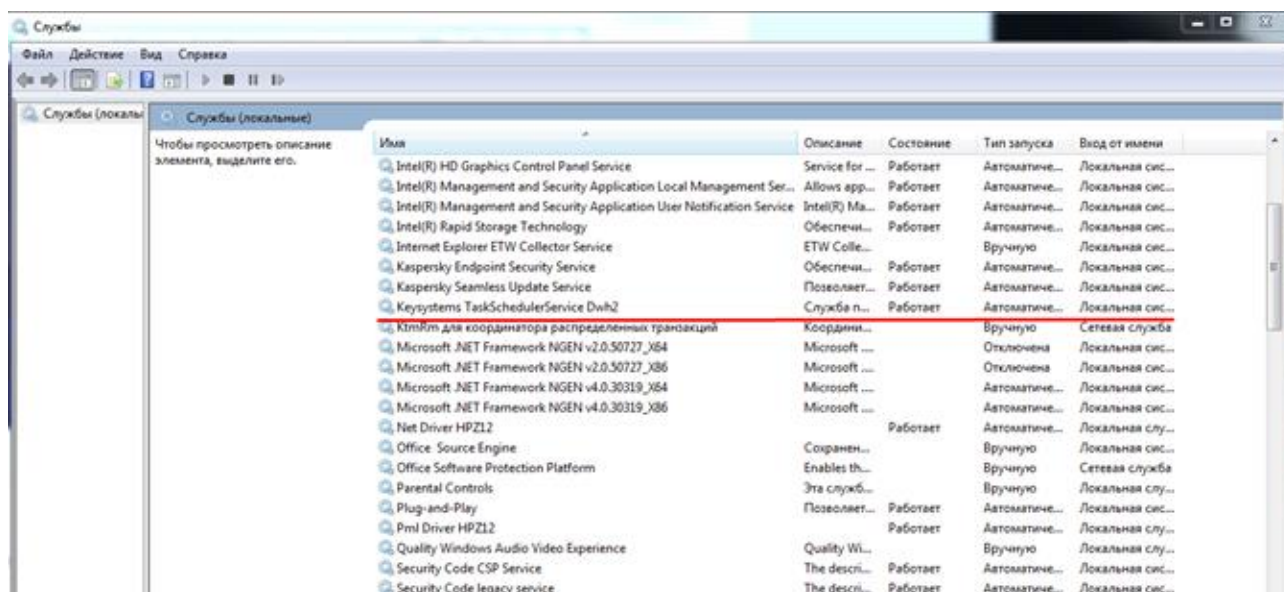 Службы
Файл Действие Вид Справка
Службы (локаль
Службы (локальные)
Чтобы просмотреть описание
элемента, выделите его.
Имя Описание Состояние Тип запуска Вход от имени
Intel(R) HD Graphics Control Panel Service Service for ... Работает Автоматиче... Локальная сис...
Intel(R) Management and Security Application Local Management Ser... Allows app... Работает Автоматиче... Локальная сис...
Intel(R) Management and Security Application User Notification Service Intel(R) Ma... Работает Автоматиче... Локальная сис...
Intel(R) Rapid Storage Technology Обеспечи... Работает Автоматиче... Локальная сис...
Internet Explorer ETW Collector Service ETW Colle... Вручную Локальная сис...
Kaspersky Endpoint Security Service Обеспечи... Работает Автоматиче... Локальная сис...
Kaspersky Seamless Update Service Позволяет... Работает Автоматиче... Локальная сис...
Keysystems TaskSchedulerService Dwh2 Служба п... Работает Автоматиче... Локальная сис...
KtmRm для координатора распределенных транзакций Координи... Вручную Сетевая служба
Microsoft .NET Framework NGEN v2.0.50727_X64 Microsoft .... Отключена Локальная сис...
Microsoft .NET Framework NGEN v2.0.50727_X86 Microsoft .... Отключена Локальная сис...
Microsoft .NET Framework NGEN v4.0.30319_X64 Microsoft .... Автоматиче... Локальная сис...
Microsoft .NET Framework NGEN v4.0.30319_X86 Microsoft .... Автоматиче... Локальная сис...
Net Driver HPZ12 Работает Автоматиче... Локальная слу...
Office Source Engine Сохранен... Вручную Локальная сис...
Office Software Protection Platform Enables th... Вручную Сетевая служба
Parental Controls Эта служб... Вручную Локальная слу...
Plug-and-Play Позволяет... Работает Автоматиче... Локальная сис...
Pml Driver HPZ12 Работает Автоматиче... Локальная слу...
Quality Windows Audio Video Experience Quality Wi... Вручную Локальная слу...
Security Code CSP Service The descri... Работает Автоматиче... Локальная сис...
Security Code legacy service The descri... Работает Автоматиче... Локальная сис...